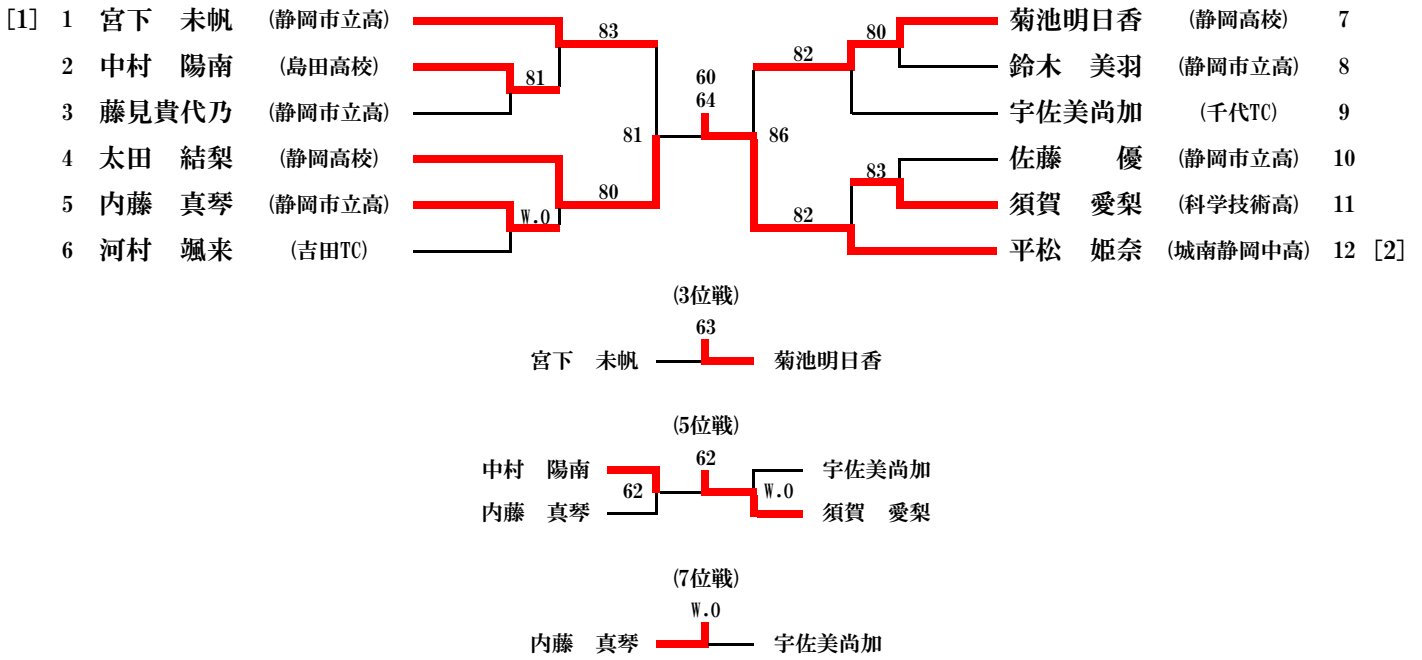 [1] 1 宮下 未帆 (静岡市立高) 83 80 菊池明日香 (静岡高校) 7
2 中村 陽南 (島田高校) 81 60 82 鈴木 美羽 (静岡市立高) 8
3 藤見貴代乃 (静岡市立高) 64 宇佐美尚加 (千代TC) 9
81 86
4 太田 結梨 (静岡高校) 80 83 佐藤 優 (静岡市立高) 10
5 内藤 真琴 (静岡市立高) W.O 82 須賀 愛梨 (科学技術高) 11
6 河村 颯来 (吉田TC) 平松 姫奈 (城南静岡中高) 12 [2]
(3位戦)
63
宮下 未帆 菊池明日香
(5位戦)
中村 陽南 62 宇佐美尚加
62 W.O
内藤 真琴 須賀 愛梨
(7位戦)
W.O
内藤 真琴 宇佐美尚加